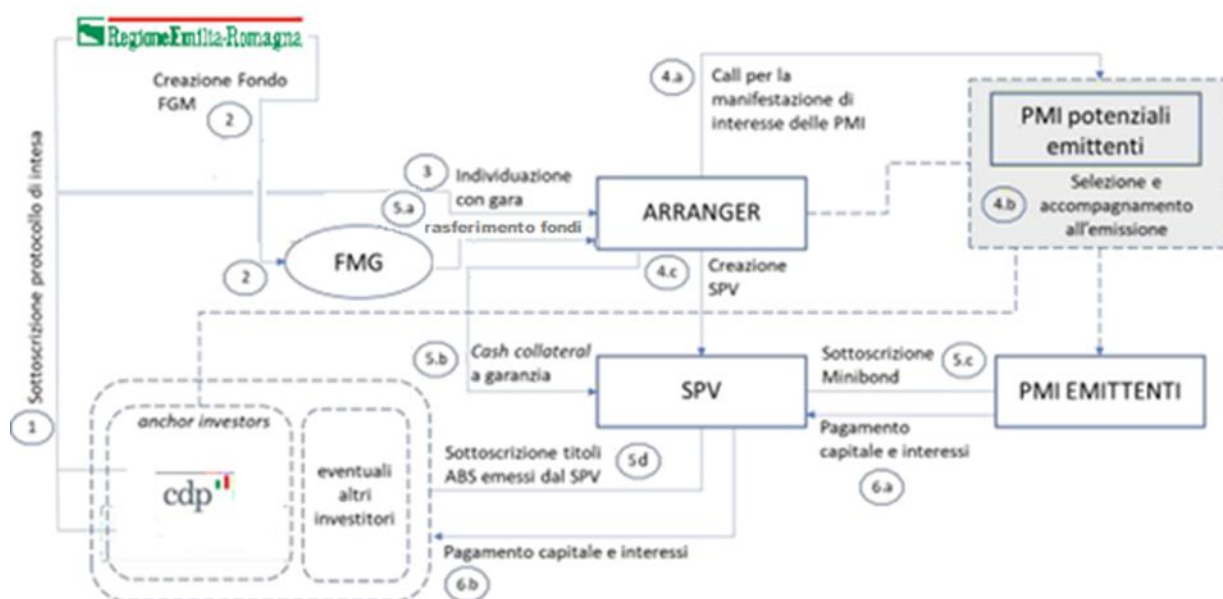 RegioneEmilia-Romagna
Creazione Fondo
FGM
2
4.a
Call per la
manifestazione di
interesse delle PMI
PMI potenziali
emittenti
4.b
Selezione e
accompagnamento
all'emissione
Sottoscrizione protocollo di intesa
1
3
Individuazione
con gara
5.a
rasferimento fondi
ARRANGER
2
FMG
4.c
Creazione
SPV
5.b
Cash collateral
a garanzia
SPV
Sottoscrizione
Minibond
5.c
PMI EMITTENTI
Pagamento
capitale e interessi
6.a
anchor investors
cdp
eventuali
altri
investitori
Sottoscrizione titoli
ABS emessi dal SPV
5d
Pagamento capitale e interessi
6.b